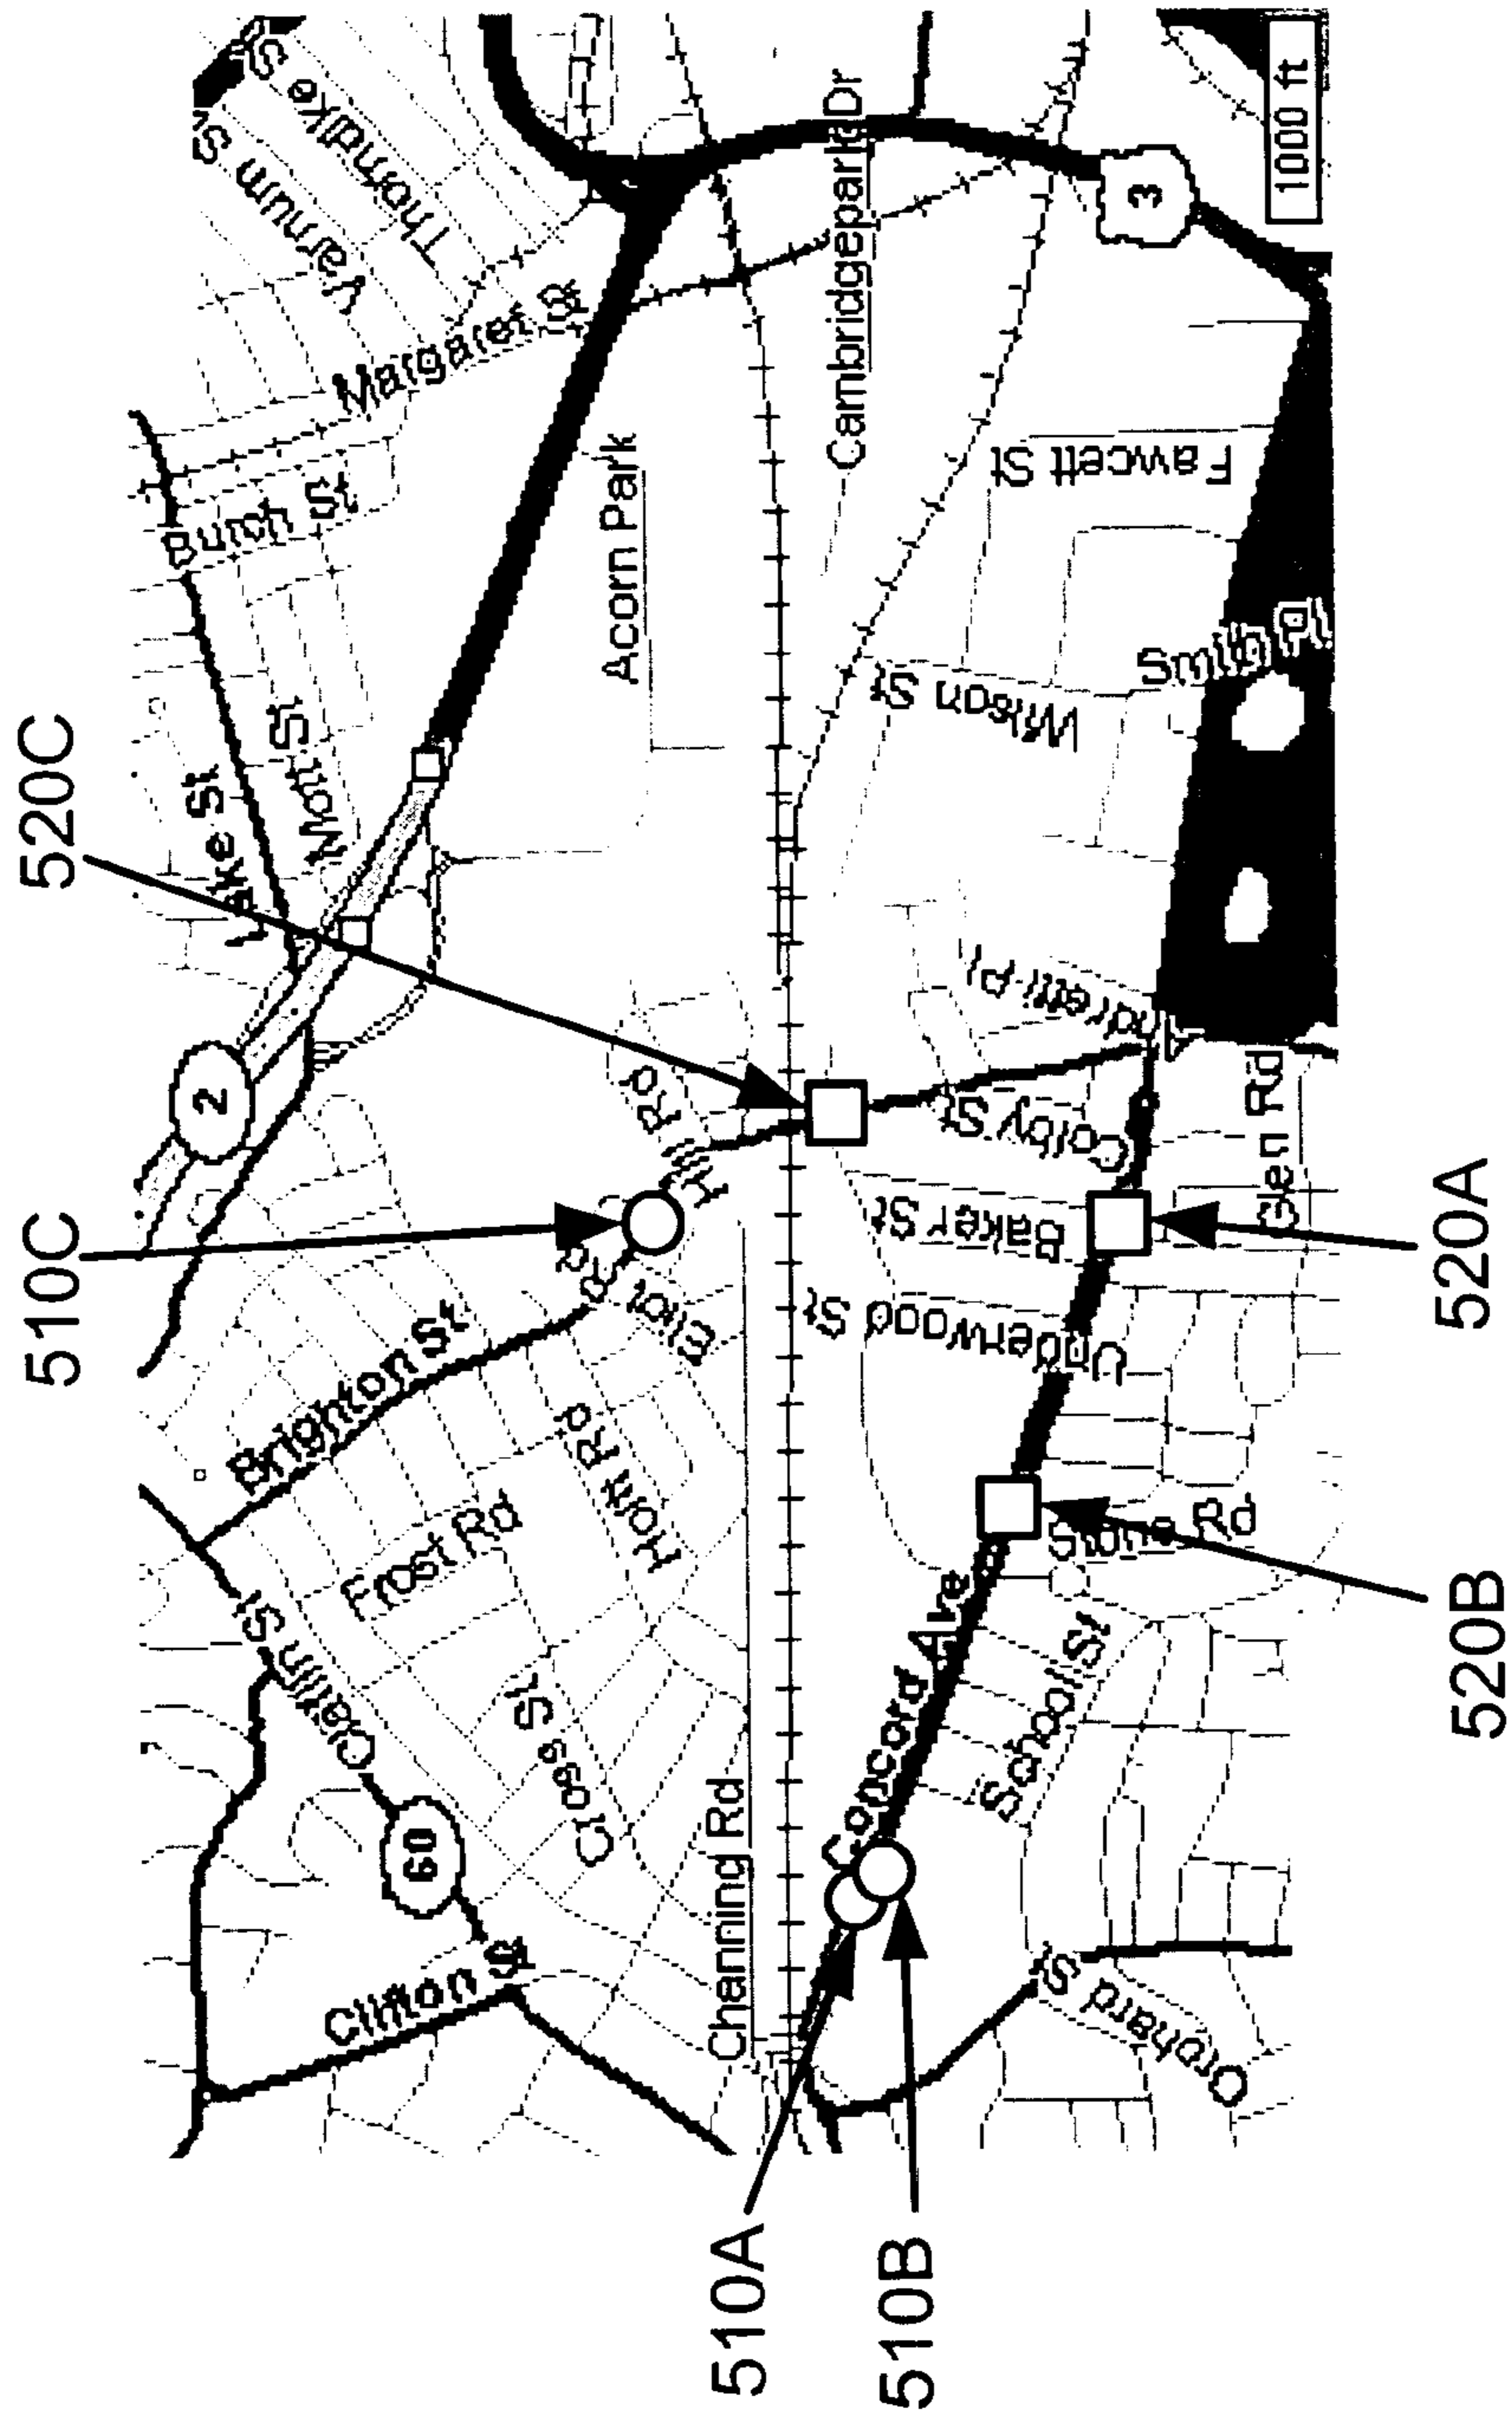 520C
510C
2
Lake St
Mott St
Burch St
Varnum St
Thorndike St
Margaret St
Brighton St
Claflin St
Frost Rd
Holt Rd
Cross St
60
Clifton St
Hill Rd
Eliot Rd
Acorn Park
Cambridgepark Dr
Channing Rd
Concord Ave
Underwood St
Baker St
Colby St
Wilson St
Fawcett St
Smith Pl
3
School St
Stone Rd
Glen Rd
Orchard St
1000 ft
510A
510B
520B
520A